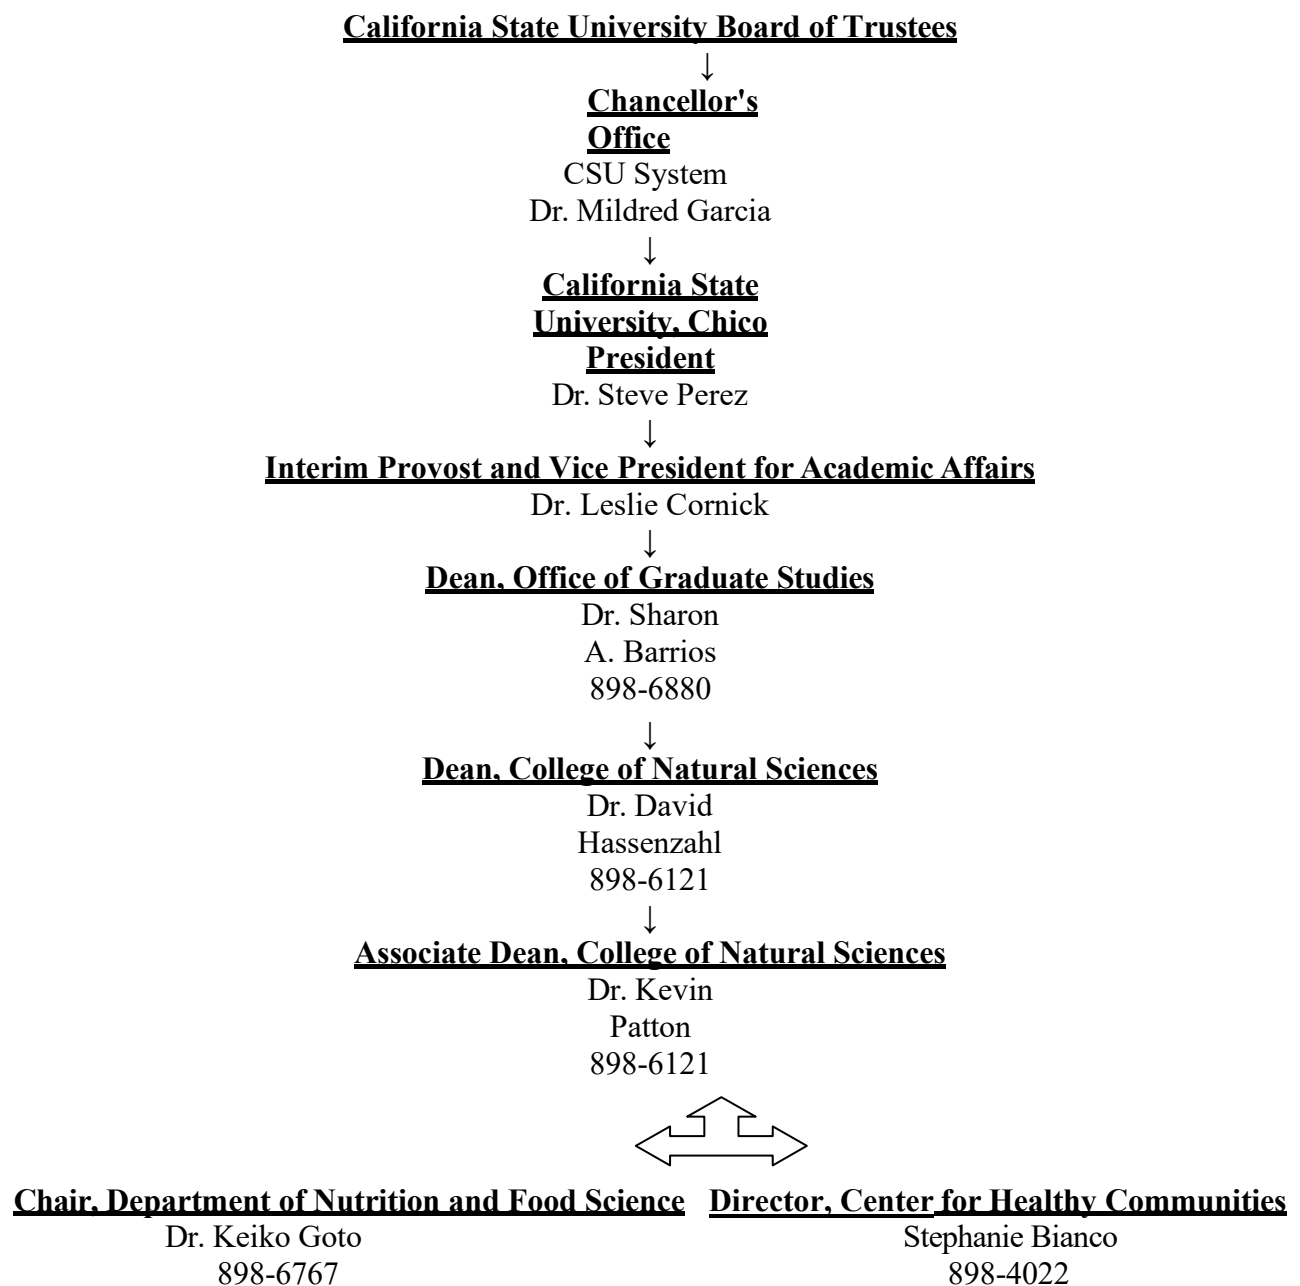 California State University Board of Trustees
↓
Chancellor's
Office
CSU System
Dr. Mildred Garcia
↓
California State
University, Chico
President
Dr. Steve Perez
↓
Interim Provost and Vice President for Academic Affairs
Dr. Leslie Cornick
↓
Dean, Office of Graduate Studies
Dr. Sharon
A. Barrios
898-6880
↓
Dean, College of Natural Sciences
Dr. David
Hassenzahl
898-6121
↓
Associate Dean, College of Natural Sciences
Dr. Kevin
Patton
898-6121
Chair, Department of Nutrition and Food Science
Dr. Keiko Goto
898-6767
Director, Center for Healthy Communities
Stephanie Bianco
898-4022